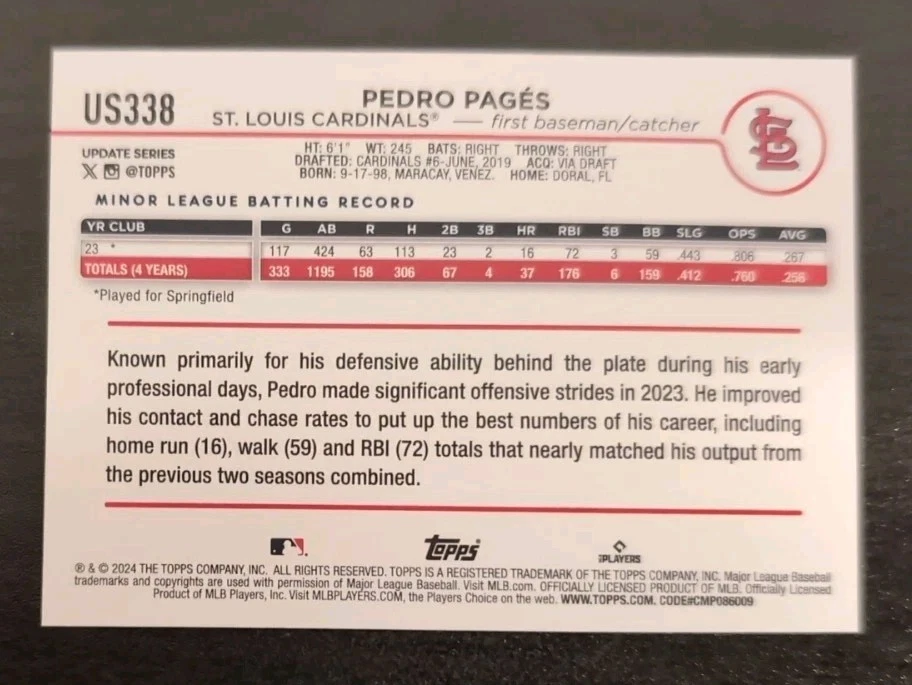 US338
PEDRO PAGÉS
ST. LOUIS CARDINALS® — first baseman/catcher
UPDATE SERIES
@TOPPS
HT: 6'1" WT: 245 BATS: RIGHT THROWS: RIGHT
DRAFTED: CARDINALS #6-JUNE, 2019 ACQ: VIA DRAFT
BORN: 9-17-98, MARACAY, VENEZ. HOME: DORAL, FL
MINOR LEAGUE BATTING RECORD
YR CLUB G AB R H 2B 3B HR RBI SB BB SLG OPS AVG
23 * 117 424 63 113 23 2 16 72 3 59 .443 .806 .267
TOTALS (4 YEARS) 333 1195 158 306 67 4 37 176 6 159 .412 .760 .256
*Played for Springfield
Known primarily for his defensive ability behind the plate during his early
professional days, Pedro made significant offensive strides in 2023. He improved
his contact and chase rates to put up the best numbers of his career, including
home run (16), walk (59) and RBI (72) totals that nearly matched his output from
the previous two seasons combined.
Topps
PLAYERS
® & © 2024 THE TOPPS COMPANY, INC. ALL RIGHTS RESERVED. TOPPS IS A REGISTERED TRADEMARK OF THE TOPPS COMPANY, INC. Major League Baseball
trademarks and copyrights are used with permission of Major League Baseball. Visit MLB.com. OFFICIALLY LICENSED PRODUCT OF MLB. Officially Licensed
Product of MLB Players, Inc. Visit MLBPLAYERS.COM, the Players Choice on the web. WWW.TOPPS.COM. CODE#CMP086009